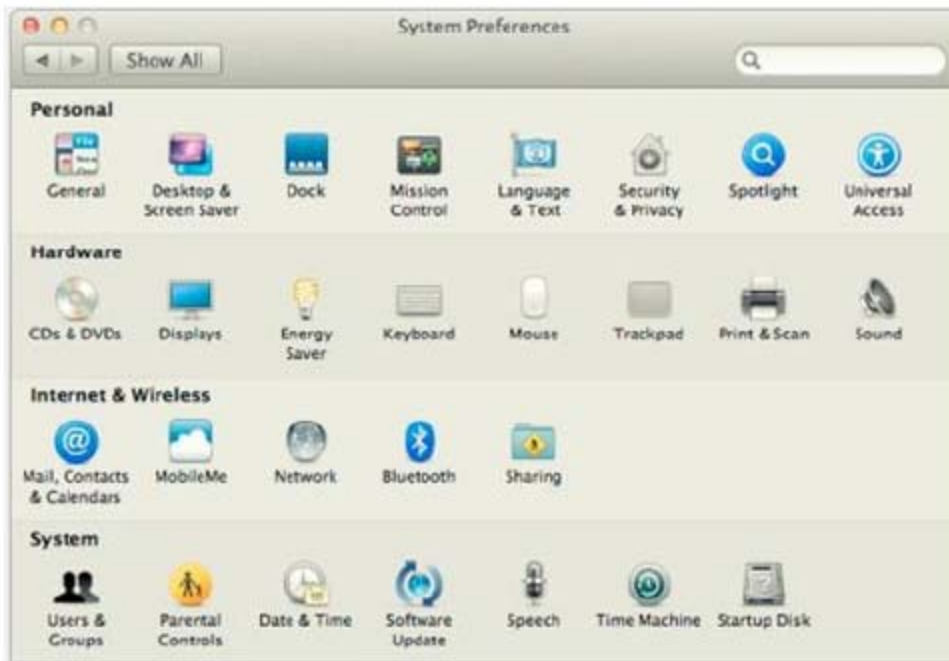 System Preferences
Show All
Personal
General
Desktop & Screen Saver
Dock
Mission Control
Language & Text
Security & Privacy
Spotlight
Universal Access
Hardware
CDs & DVDs
Displays
Energy Saver
Keyboard
Mouse
Trackpad
Print & Scan
Sound
Internet & Wireless
Mail, Contacts & Calendars
MobileMe
Network
Bluetooth
Sharing
System
Users & Groups
Parental Controls
Date & Time
Software Update
Speech
Time Machine
Startup Disk